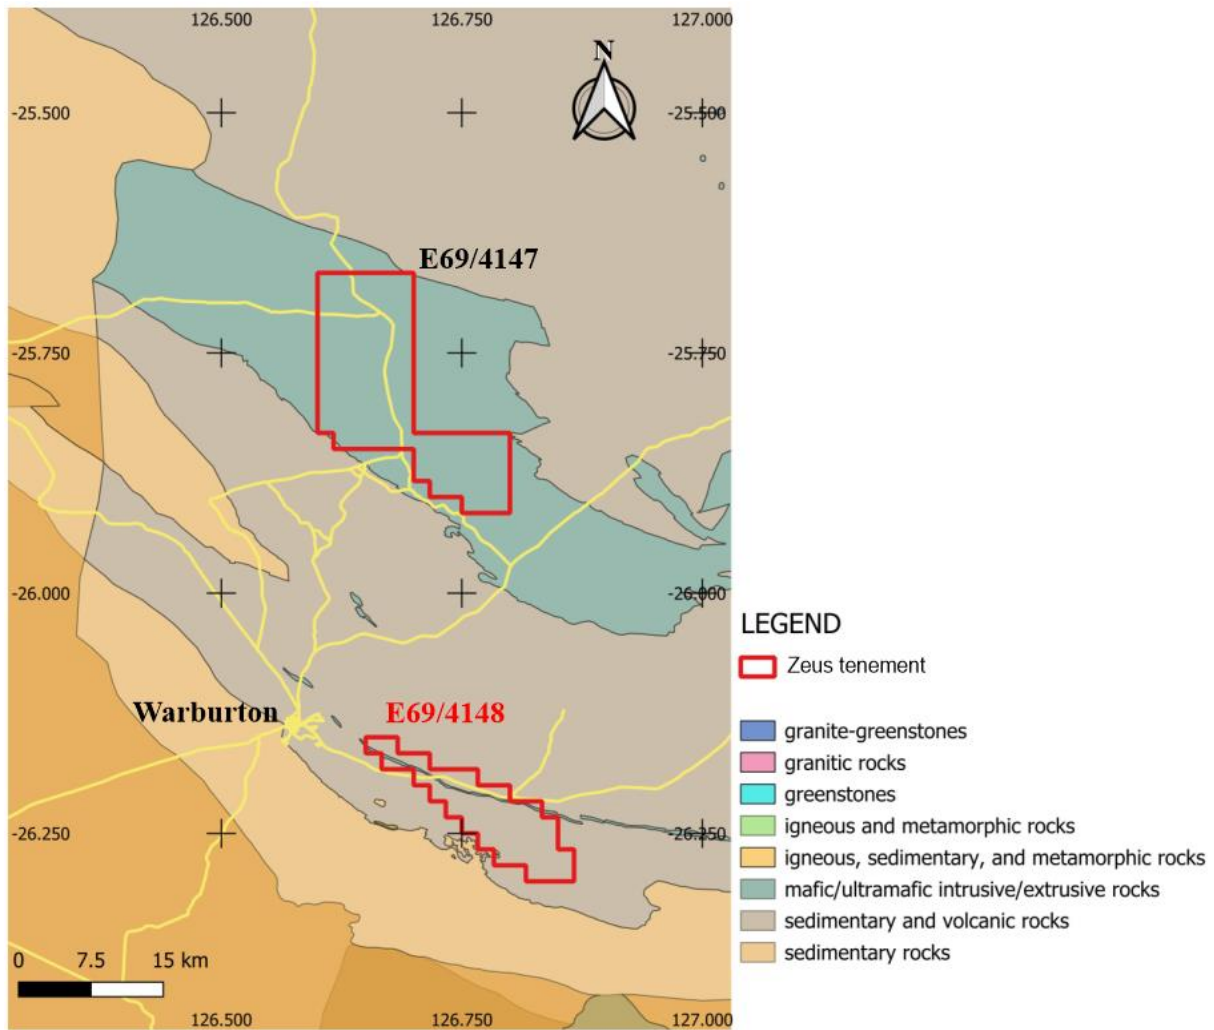 126.500 126.750 127.000
N
-25.500 -25.500
E69/4147
-25.750 -25.750
-26.000 -26.000
LEGEND
Zeus tenement
Warburton E69/4148
granite-greenstones
granitic rocks
greenstones
igneous and metamorphic rocks
-26.250 -26.250
igneous, sedimentary, and metamorphic rocks
mafic/ultramafic intrusive/extrusive rocks
sedimentary and volcanic rocks
sedimentary rocks
0 7.5 15 km
126.500 126.750 127.000